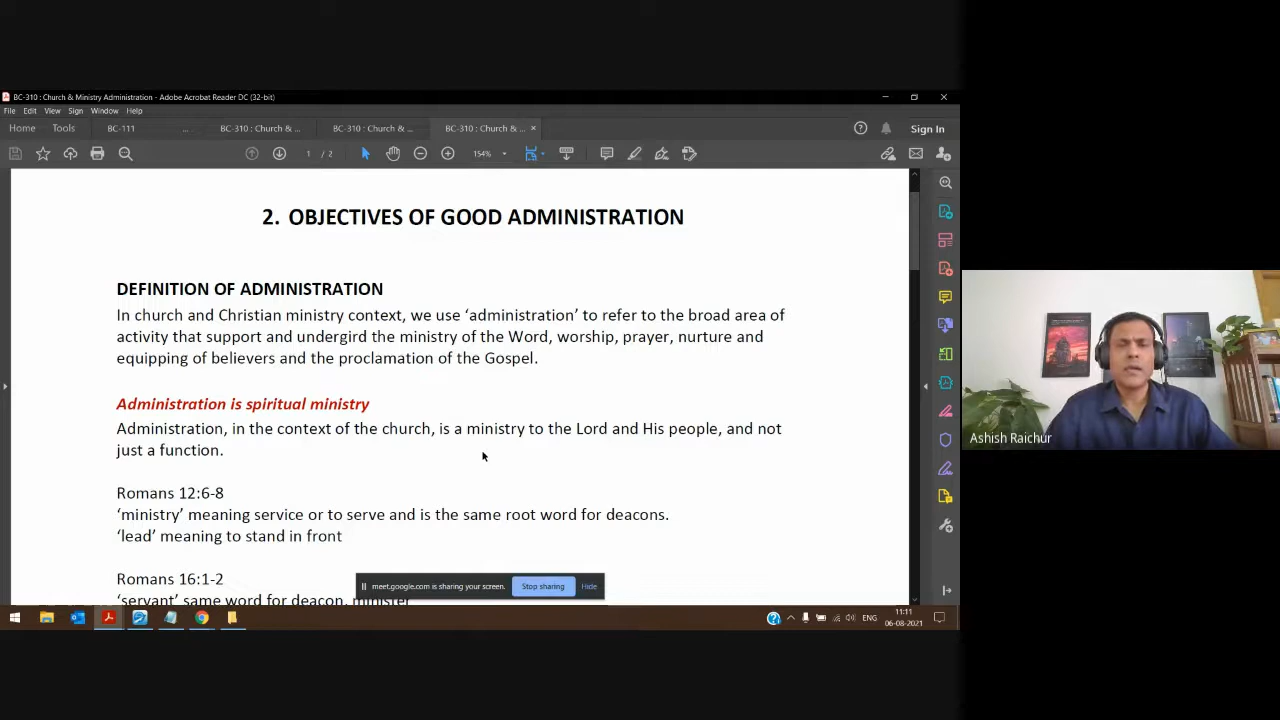 BC-310 : Church & Ministry Administration - Adobe Acrobat Reader DC (32-bit)
File Edit View Sign Window Help
Home Tools BC-111 ... BC-310 : Church & ... BC-310 : Church & ... BC-310 : Church & ... × Sign In
1 / 2 154%
2. OBJECTIVES OF GOOD ADMINISTRATION
DEFINITION OF ADMINISTRATION
In church and Christian ministry context, we use ‘administration’ to refer to the broad area of
activity that support and undergird the ministry of the Word, worship, prayer, nurture and
equipping of believers and the proclamation of the Gospel.
Administration is spiritual ministry
Administration, in the context of the church, is a ministry to the Lord and His people, and not
just a function.
Romans 12:6-8
‘ministry’ meaning service or to serve and is the same root word for deacons.
‘lead’ meaning to stand in front
Romans 16:1-2
‘servant’ same word for deacon, minister
meet.google.com is sharing your screen. Stop sharing Hide
ENG
11:11
06-08-2021
Ashish Raichur